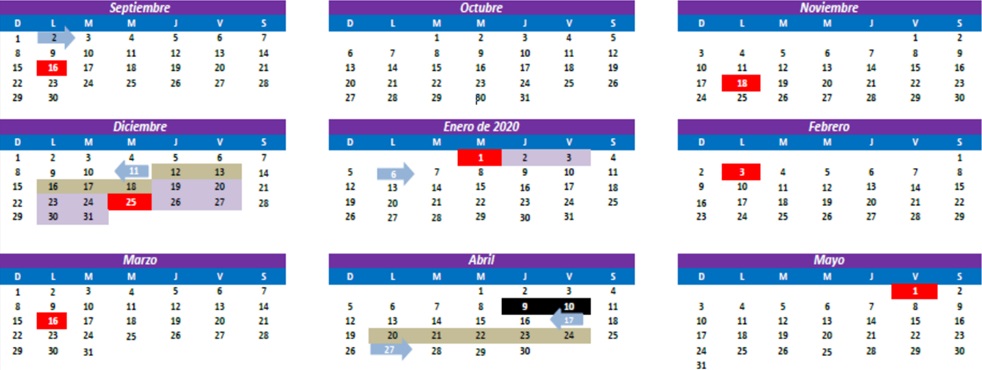 Septiembre Octubre Noviembre
D L M M J V S D L M M J V S D L M M J V S
1 2 3 4 5 6 7 1 2 3 4 5 1 2
8 9 10 11 12 13 14 6 7 8 9 10 11 12 3 4 5 6 7 8 9
15 16 17 18 19 20 21 13 14 15 16 17 18 19 10 11 12 13 14 15 16
22 23 24 25 26 27 28 20 21 22 23 24 25 26 17 18 19 20 21 22 23
29 30 27 28 29 30 31 24 25 26 27 28 29 30
Diciembre Enero de 2020 Febrero
D L M M J V S D L M M J V S D L M M J V S
1 2 3 4 5 6 7 1 2 3 4 1
8 9 10 11 12 13 14 5 6 7 8 9 10 11 2 3 4 5 6 7 8
15 16 17 18 19 20 21 12 13 14 15 16 17 18 9 10 11 12 13 14 15
22 23 24 25 26 27 28 19 20 21 22 23 24 25 16 17 18 19 20 21 22
29 30 31 26 27 28 29 30 31 23 24 25 26 27 28 29
Marzo Abril Mayo
D L M M J V S D L M M J V S D L M M J V S
1 2 3 4 5 6 7 1 2 3 4 1 2
8 9 10 11 12 13 14 5 6 7 8 9 10 11 3 4 5 6 7 8 9
15 16 17 18 19 20 21 12 13 14 15 16 17 18 10 11 12 13 14 15 16
22 23 24 25 26 27 28 19 20 21 22 23 24 25 17 18 19 20 21 22 23
29 30 31 26 27 28 29 30 24 25 26 27 28 29 30
31